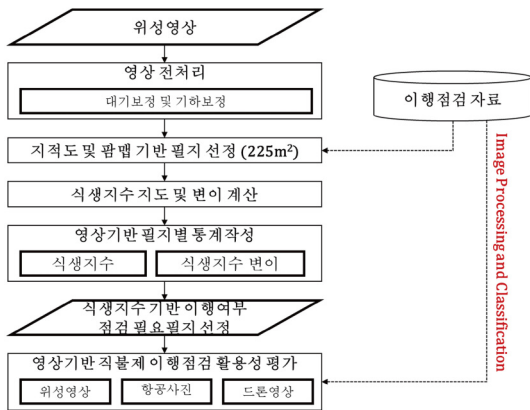 위성영상
영상 전처리
대기보정 및 기하보정
이행점검 자료
지적도 및 팜맵 기반 필지 선정 (225m²)
식생지수 지도 및 변이 계산
영상기반 필지별 통계작성
식생지수
식생지수 변이
식생지수 기반 이행여부
점검 필요필지 선정
영상기반 직불제 이행점검 활용성 평가
위성영상
항공사진
드론영상
Image Processing and Classification